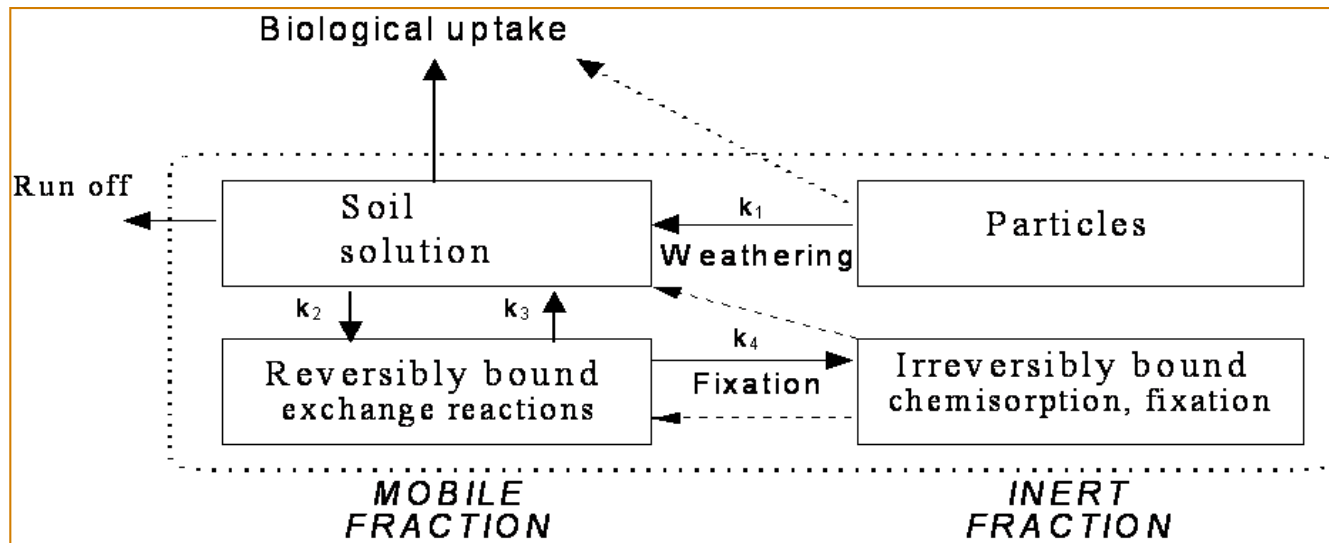 Biological uptake
Run off
Soil
solution
k₁
Weathering
Particles
k₂
k₃
Reversibly bound
exchange reactions
k₄
Fixation
Irreversibly bound
chemisorption, fixation
MOBILE
FRACTION
INERT
FRACTION